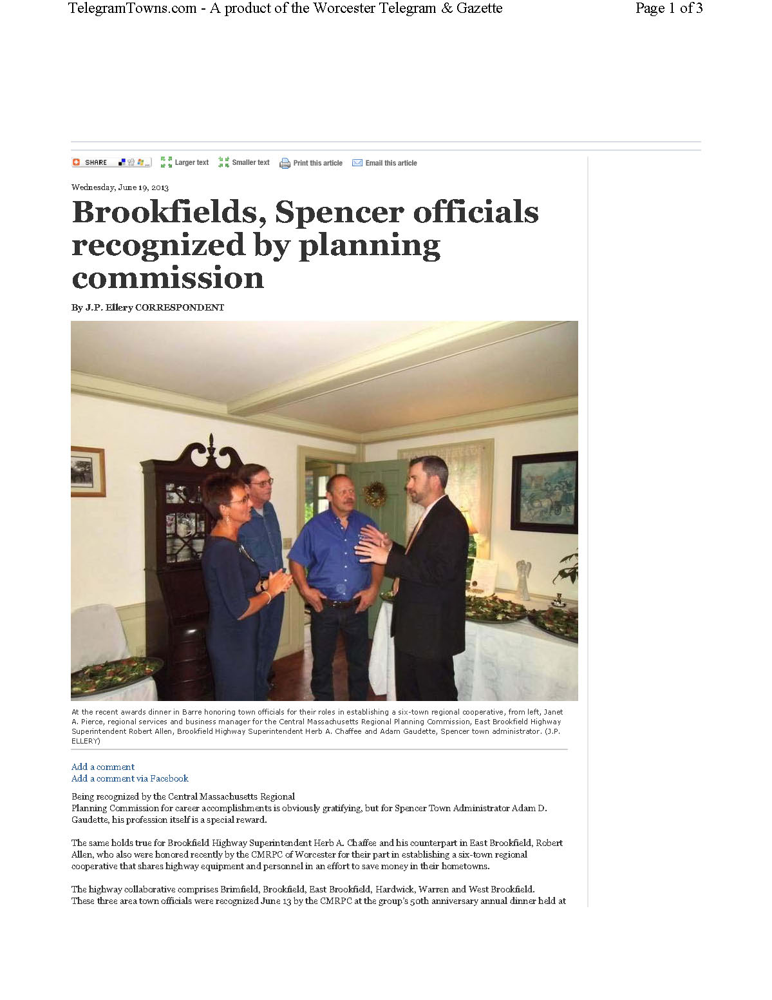 TelegramTowns.com - A product of the Worcester Telegram & Gazette Page 1 of 3
SHARE ... Larger text Smaller text Print this article Email this article
Wednesday, June 19, 2013
Brookfields, Spencer officials
recognized by planning
commission
By J.P. Ellery CORRESPONDENT
At the recent awards dinner in Barre honoring town officials for their roles in establishing a six-town regional cooperative, from left, Janet
A. Pierce, regional services and business manager for the Central Massachusetts Regional Planning Commission, East Brookfield Highway
Superintendent Robert Allen, Brookfield Highway Superintendent Herb A. Chaffee and Adam Gaudette, Spencer town administrator. (J.P.
ELLERY)
Add a comment
Add a comment via Facebook
Being recognized by the Central Massachusetts Regional
Planning Commission for career accomplishments is obviously gratifying, but for Spencer Town Administrator Adam D.
Gaudette, his profession itself is a special reward.
The same holds true for Brookfield Highway Superintendent Herb A. Chaffee and his counterpart in East Brookfield, Robert
Allen, who also were honored recently by the CMRPC of Worcester for their part in establishing a six-town regional
cooperative that shares highway equipment and personnel in an effort to save money in their hometowns.
The highway collaborative comprises Brimfield, Brookfield, East Brookfield, Hardwick, Warren and West Brookfield.
These three area town officials were recognized June 13 by the CMRPC at the group's 50th anniversary annual dinner held at